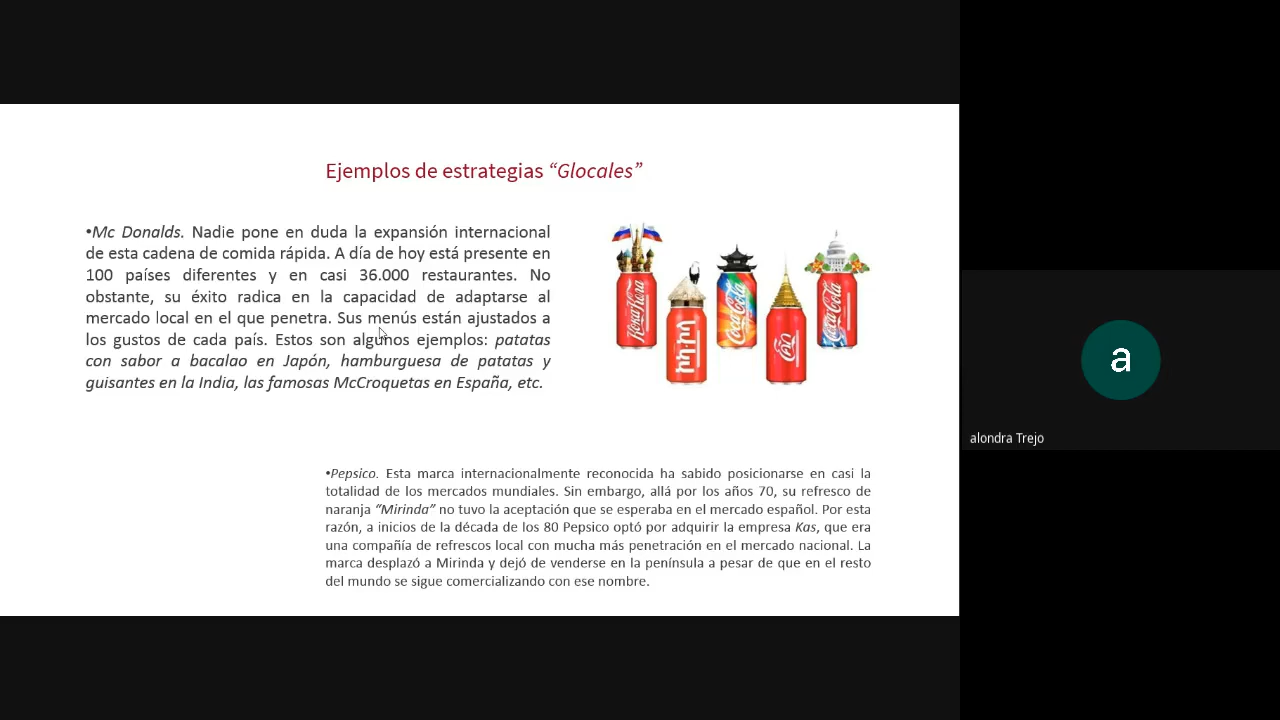 Ejemplos de estrategias “Glocales”
•Mc Donalds. Nadie pone en duda la expansión internacional
de esta cadena de comida rápida. A día de hoy está presente en
100 países diferentes y en casi 36.000 restaurantes. No
obstante, su éxito radica en la capacidad de adaptarse al
mercado local en el que penetra. Sus menús están ajustados a
los gustos de cada país. Estos son algunos ejemplos: patatas
con sabor a bacalao en Japón, hamburguesa de patatas y
guisantes en la India, las famosas McCroquetas en España, etc.
Coca-Cola
Coca-Cola
•Pepsico. Esta marca internacionalmente reconocida ha sabido posicionarse en casi la
totalidad de los mercados mundiales. Sin embargo, allá por los años 70, su refresco de
naranja “Mirinda” no tuvo la aceptación que se esperaba en el mercado español. Por esta
razón, a inicios de la década de los 80 Pepsico optó por adquirir la empresa Kas, que era
una compañía de refrescos local con mucha más penetración en el mercado nacional. La
marca desplazó a Mirinda y dejó de venderse en la península a pesar de que en el resto
del mundo se sigue comercializando con ese nombre.
a
alondra Trejo